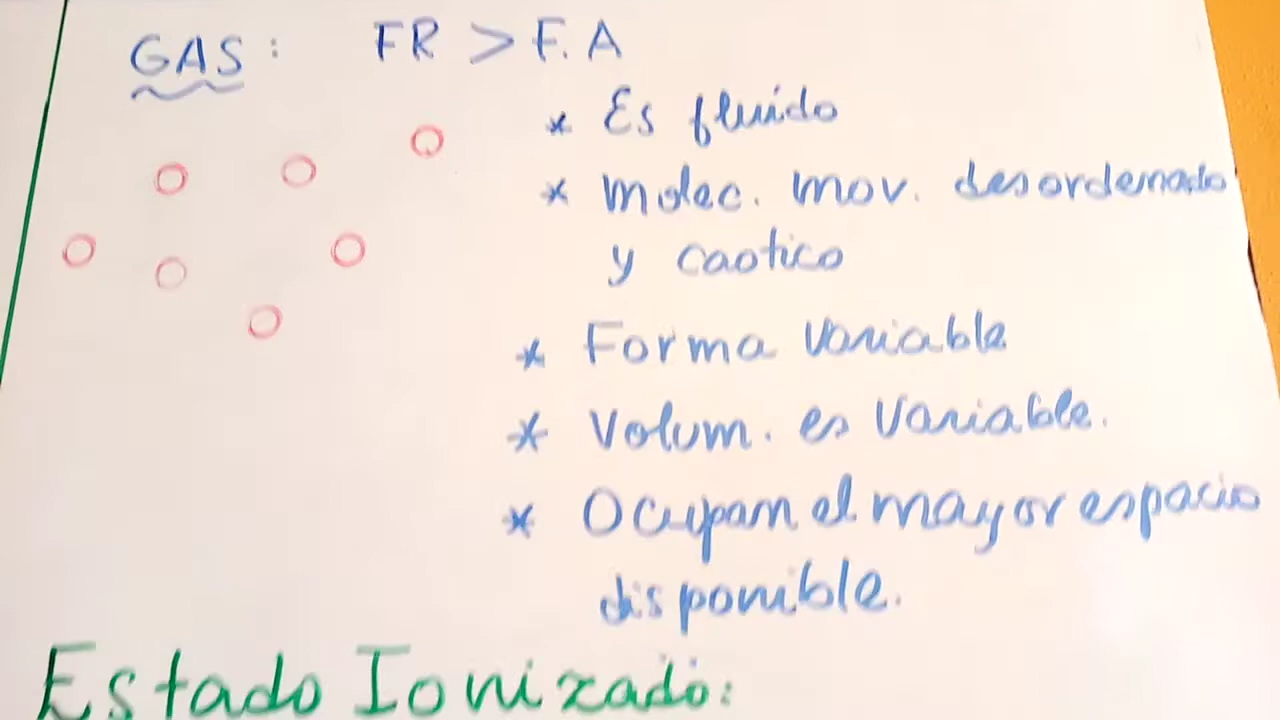 GAS: FR > F.A
* Es fluido
* Molec. mov. desordenado
y caotico
* Forma variable
* Volum. es variable.
* Ocupan el mayor espacio
disponible.
Estado Ionizado: